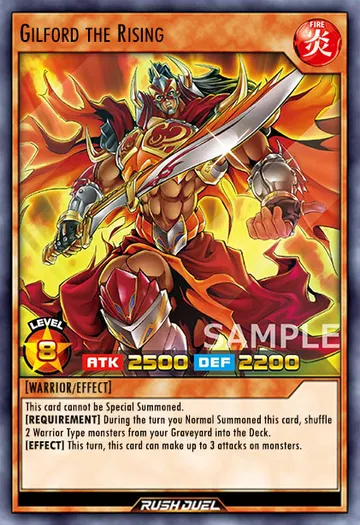 GILFORD THE RISING
FIRE
炎
SAMPLE
LEVEL
8
ATK 2500 DEF 2200
[WARRIOR/EFFECT]
This card cannot be Special Summoned.
[REQUIREMENT] During the turn you Normal Summoned this card, shuffle
2 Warrior Type monsters from your Graveyard into the Deck.
[EFFECT] This turn, this card can make up to 3 attacks on monsters.
RUSH DUEL